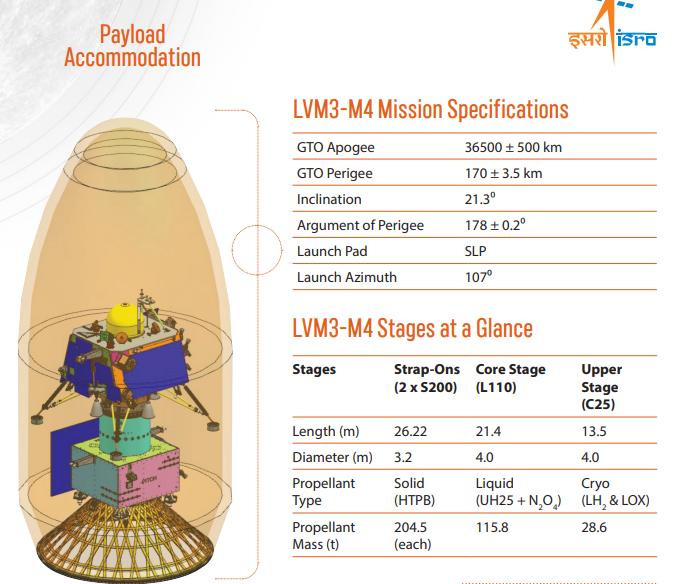 Payload
Accommodation
इसरो isro
LVM3-M4 Mission Specifications
GTO Apogee 36500 ± 500 km
GTO Perigee 170 ± 3.5 km
Inclination 21.3⁰
Argument of Perigee 178 ± 0.2⁰
Launch Pad SLP
Launch Azimuth 107⁰
LVM3-M4 Stages at a Glance
Stages Strap-Ons Core Stage Upper
(2 x S200) (L110) Stage
(C25)
Length (m) 26.22 21.4 13.5
Diameter (m) 3.2 4.0 4.0
Propellant Solid Liquid Cryo
Type (HTPB) (UH25 + N₂O₄) (LH₂ & LOX)
Propellant 204.5 115.8 28.6
Mass (t) (each)